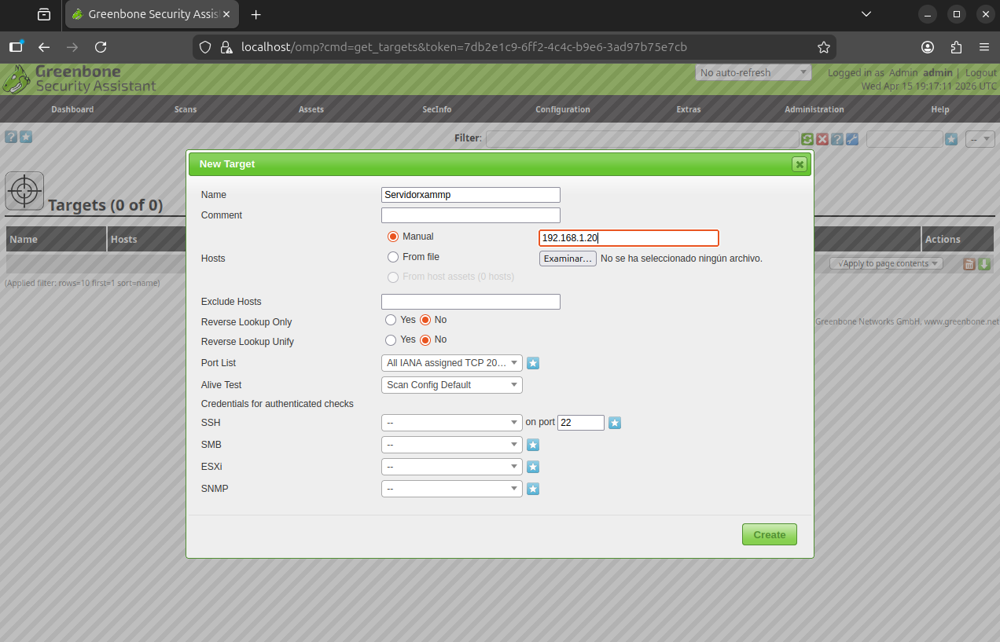 Greenbone Security Assis
localhost/omp?cmd=get_targets&token=7db2e1c9-6ff2-4c4c-b9e6-3ad97b75e7cb
Greenbone
Security Assistant
No auto-refresh
Logged in as Admin admin | Logout
Wed Apr 15 19:17:11 2026 UTC
Dashboard Scans Assets SecInfo Configuration Extras Administration Help
Filter:
--
New Target
Name Servidorxammp
Comment
Hosts
Manual 192.168.1.20
From file Examinar... No se ha seleccionado ningún archivo.
From host assets (0 hosts)
Exclude Hosts
Reverse Lookup Only Yes No
Reverse Lookup Unify Yes No
Port List All IANA assigned TCP 20...
Alive Test Scan Config Default
Credentials for authenticated checks
SSH -- on port 22
SMB --
ESXi --
SNMP --
Create
Targets (0 of 0)
Name Hosts Actions
√Apply to page contents
(Applied filter: rows=10 first=1 sort=name)
Greenbone Networks GmbH, www.greenbone.net